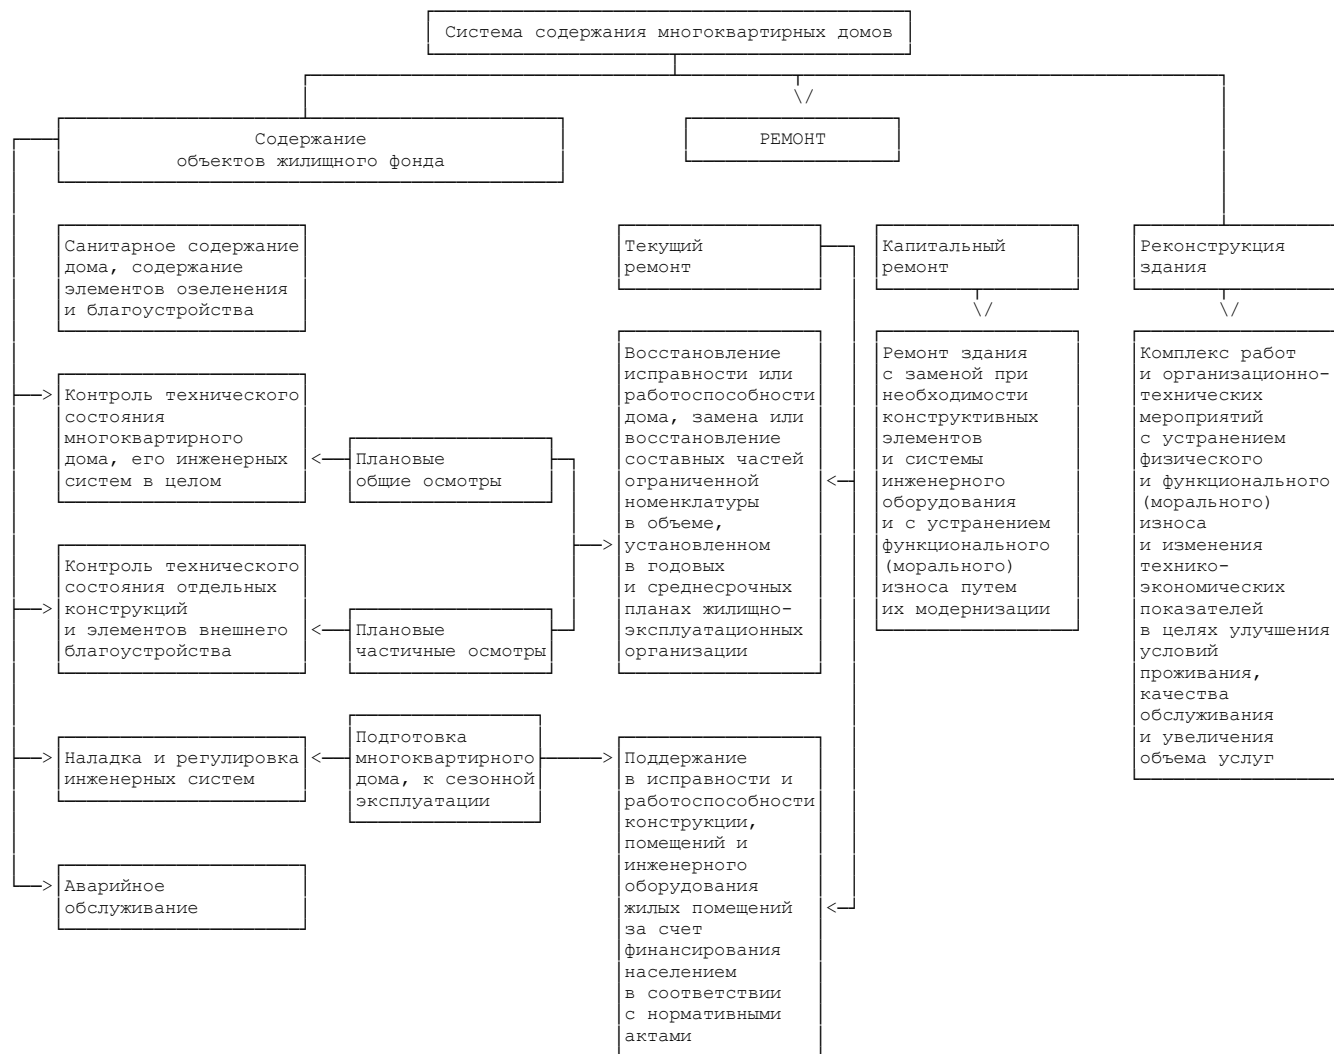 Система содержания многоквартирных домов
Содержание
объектов жилищного фонда
РЕМОНТ
Санитарное содержание
дома, содержание
элементов озеленения
и благоустройства
Текущий
ремонт
Капитальный
ремонт
Реконструкция
здания
Контроль технического
состояния
многоквартирного
дома, его инженерных
систем в целом
Плановые
общие осмотры
Восстановление
исправности или
работоспособности
дома, замена или
восстановление
составных частей
ограниченной
номенклатуры
в объеме,
установленном
в годовых
и среднесрочных
планах жилищно-
эксплуатационных
организации
Ремонт здания
с заменой при
необходимости
конструктивных
элементов
и системы
инженерного
оборудования
и с устранением
функционального
(морального)
износа путем
их модернизации
Комплекс работ
и организационно-
технических
мероприятий
с устранением
физического
и функционального
(морального)
износа
и изменения
технико-
экономических
показателей
в целях улучшения
условий
проживания,
качества
обслуживания
и увеличения
объема услуг
Контроль технического
состояния отдельных
конструкций
и элементов внешнего
благоустройства
Плановые
частичные осмотры
Наладка и регулировка
инженерных систем
Подготовка
многоквартирного
дома, к сезонной
эксплуатации
Поддержание
в исправности и
работоспособности
конструкции,
помещений и
инженерного
оборудования
жилых помещений
за счет
финансирования
населением
в соответствии
с нормативными
актами
Аварийное
обслуживание